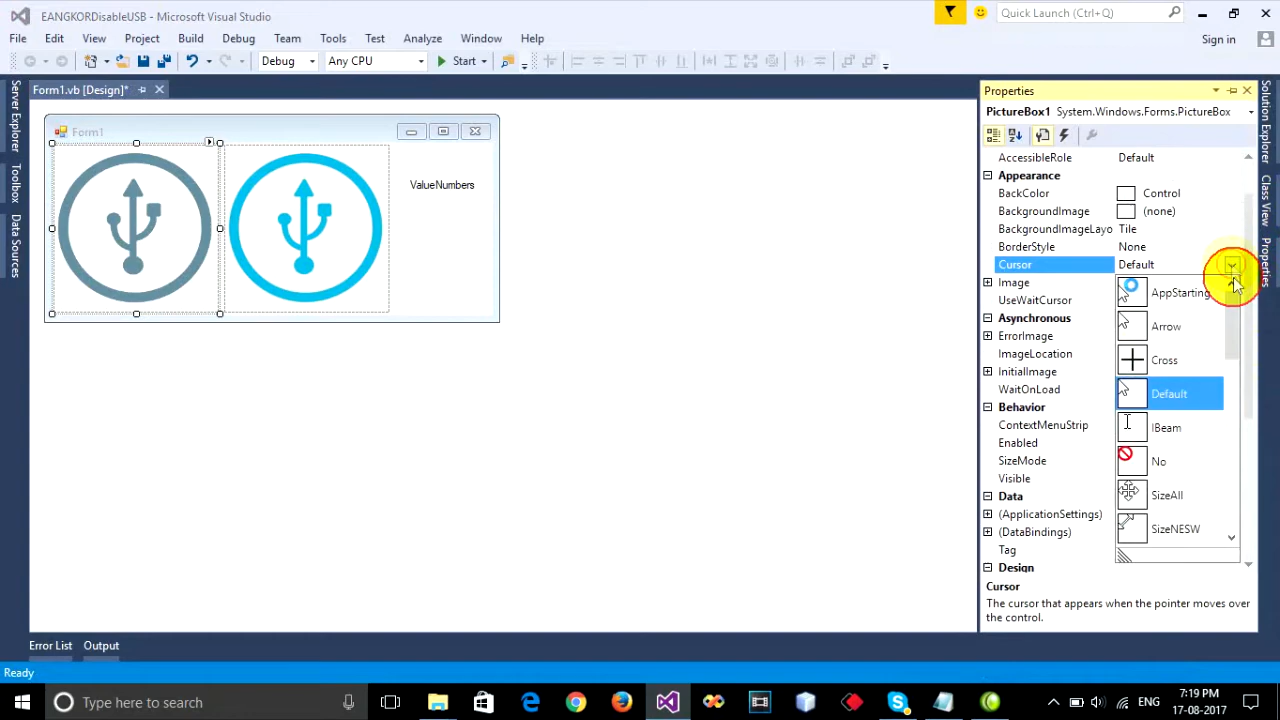 EANGKORDisableUSB - Microsoft Visual Studio
Quick Launch (Ctrl+Q)
File Edit View Project Build Debug Team Tools Test Analyze Window Help
Sign in
Debug Any CPU Start
Form1.vb [Design]*
Server Explorer
Toolbox
Data Sources
Form1
ValueNumbers
Properties
PictureBox1 System.Windows.Forms.PictureBox
AccessibleRole Default
Appearance
BackColor Control
BackgroundImage (none)
BackgroundImageLayo Tile
BorderStyle None
Cursor Default
Image
UseWaitCursor
Asynchronous
ErrorImage
ImageLocation
InitialImage
WaitOnLoad
Behavior
ContextMenuStrip
Enabled
SizeMode
Visible
Data
(ApplicationSettings)
(DataBindings)
Tag
Design
AppStarting
Arrow
Cross
Default
IBeam
No
SizeAll
SizeNESW
Cursor
The cursor that appears when the pointer moves over
the control.
Solution Explorer
Class View
Properties
Error List Output
Ready
Type here to search
ENG
7:19 PM
17-08-2017